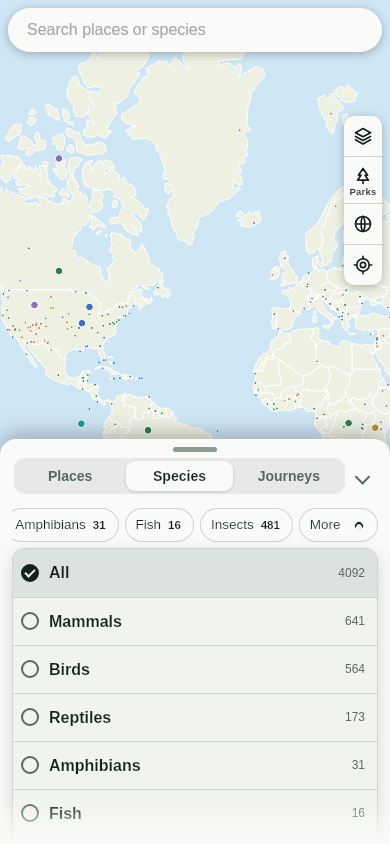 Search places or species
Parks
Places Species Journeys
Amphibians 31 Fish 16 Insects 481 More
All 4092
Mammals 641
Birds 564
Reptiles 173
Amphibians 31
Fish 16